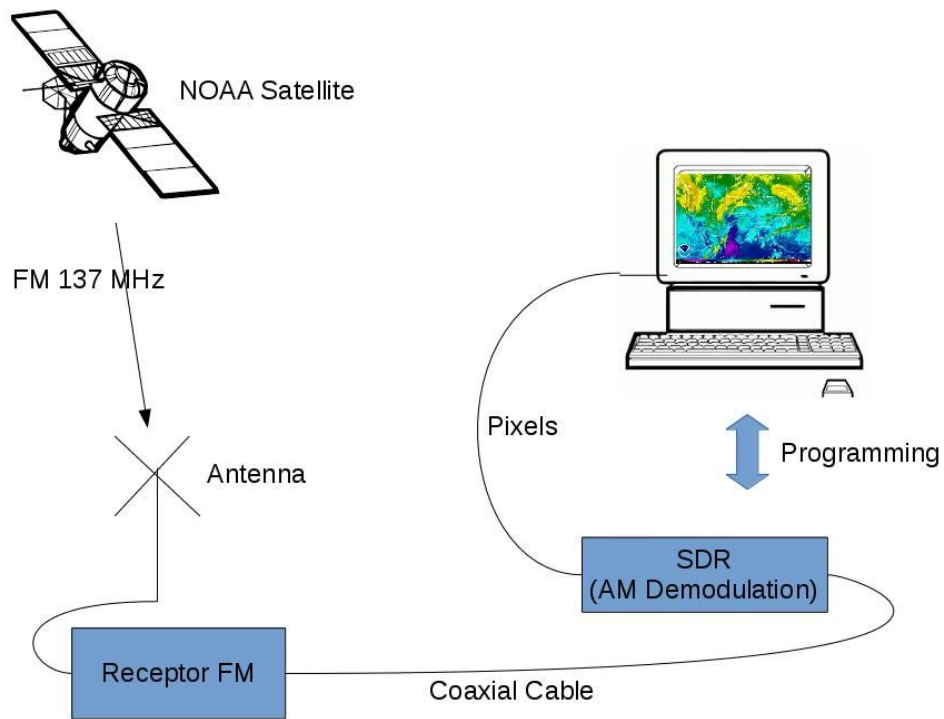 NOAA Satellite
FM 137 MHz
Antenna
Pixels
Programming
SDR
(AM Demodulation)
Receptor FM
Coaxial Cable